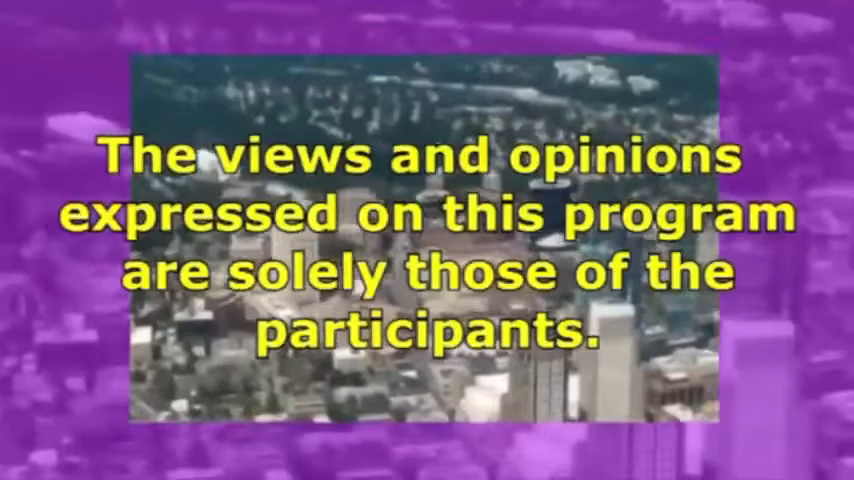 The views and opinions
expressed on this program
are solely those of the
participants.